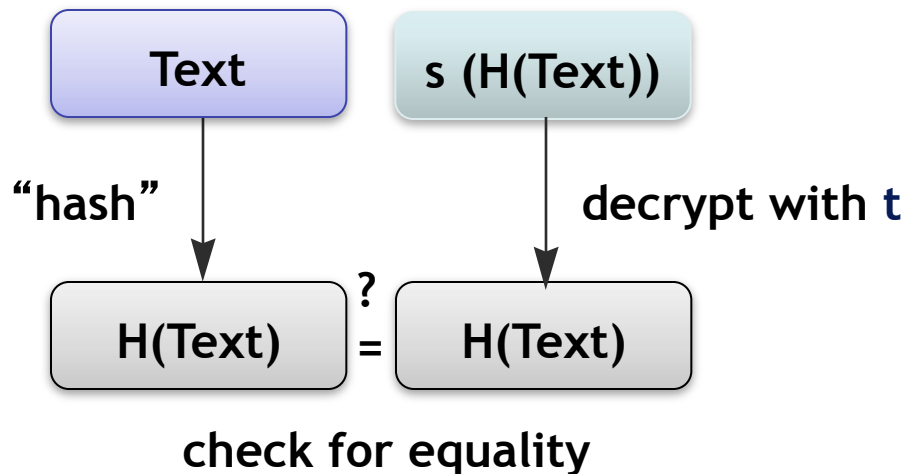 Text
s (H(Text))
“hash”
decrypt with t
H(Text)
?
=
H(Text)
check for equality